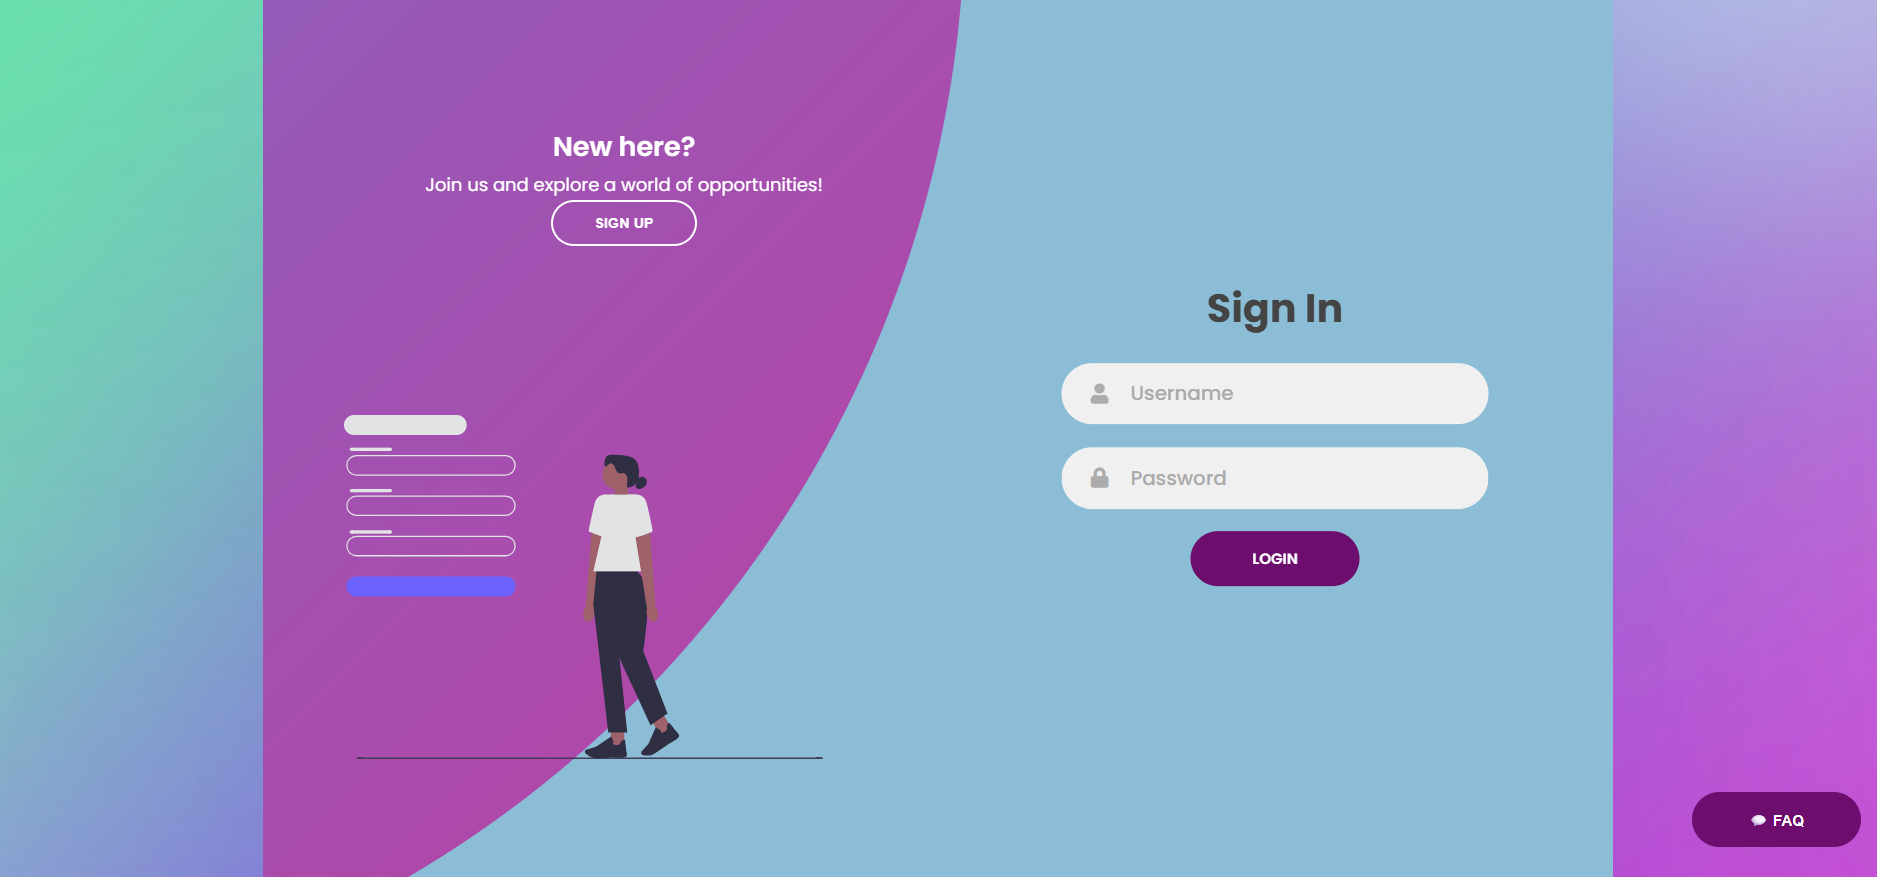 New here?
Join us and explore a world of opportunities!
SIGN UP
Sign In
Username
Password
LOGIN
FAQ